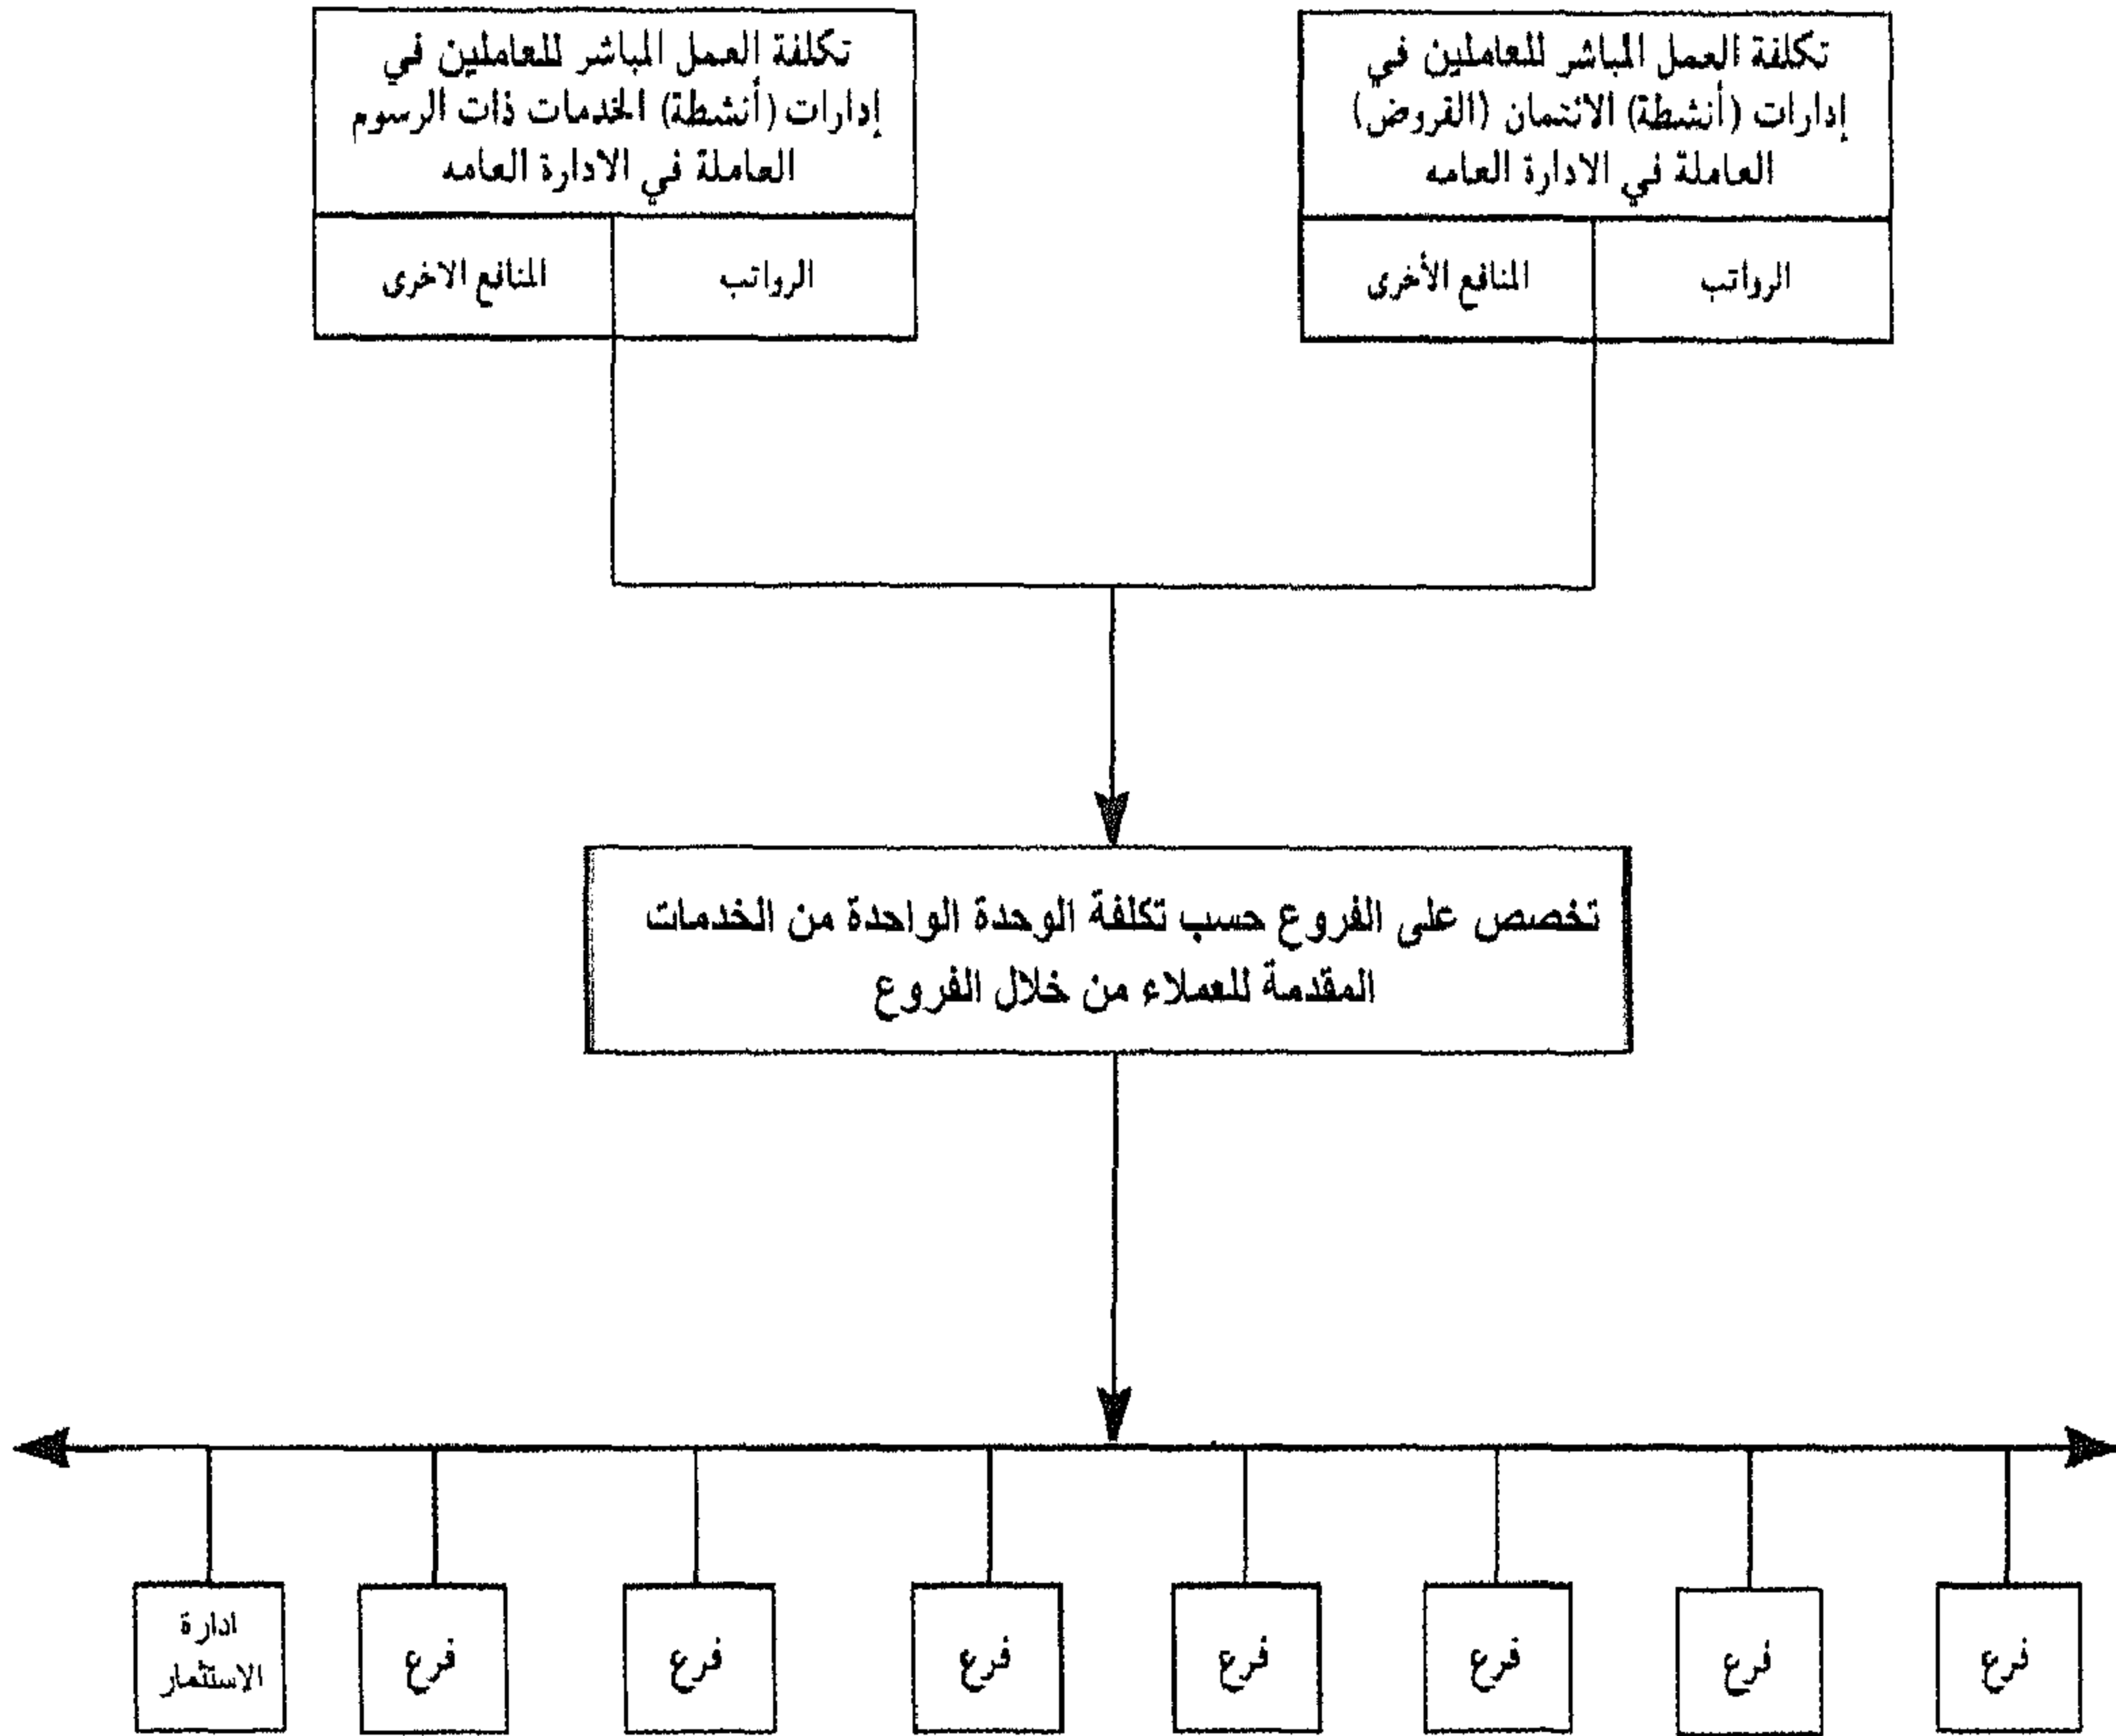 تكلفة العمل المباشر للعاملين في
إدارات (أنشطة) الائتمان (القروض)
العاملة في الادارة العامه
الرواتب
المنافع الأخرى
تكلفة العمل المباشر للعاملين في
إدارات (أنشطة) الخدمات ذات الرسوم
العاملة في الادارة العامه
الرواتب
المنافع الاخرى
تخصص على الفروع حسب تكلفة الوحدة الواحدة من الخدمات
المقدمة للعملاء من خلال الفروع
فرع
فرع
فرع
فرع
فرع
فرع
فرع
ادارة
الاستثمار